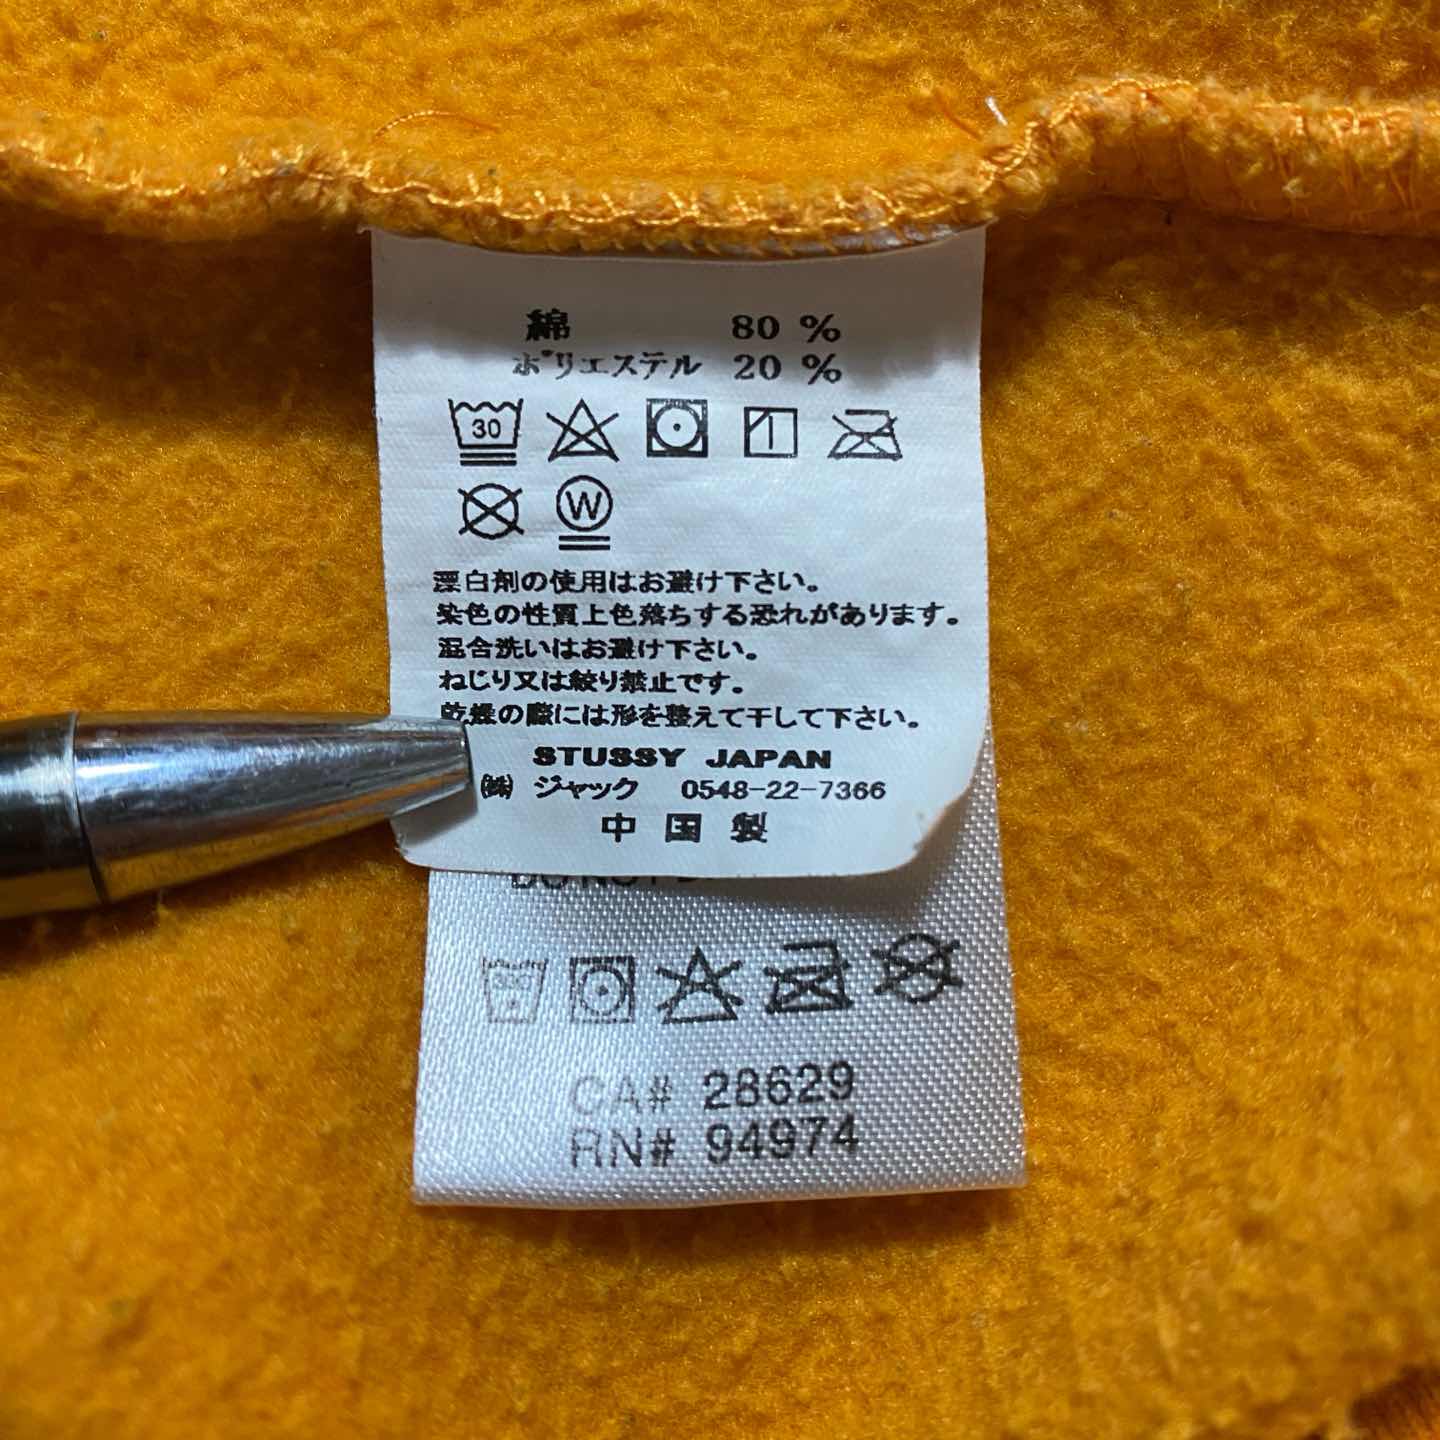 綿 80 %
ポリエステル 20 %
30
W
漂白剤の使用はお避け下さい。
染色の性質上色落ちする恐れがあります。
混合洗いはお避け下さい。
ねじり又は絞り禁止です。
乾燥の際には形を整えて干して下さい。
STUSSY JAPAN
㈱ ジャック 0548-22-7366
中国製
CA# 28629
RN# 94974